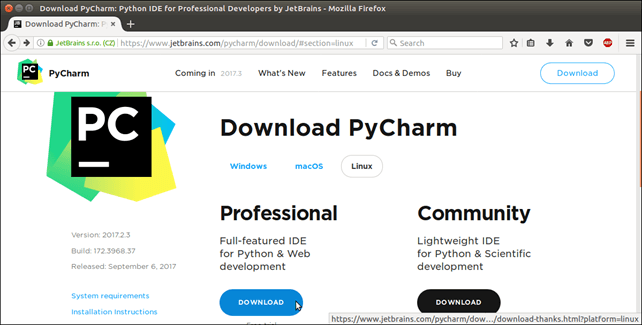 Download PyCharm: Python IDE for Professional Developers by JetBrains - Mozilla Firefox
Download PyCharm: P
JetBrains s.r.o. (CZ)
https://www.jetbrains.com/pycharm/download/#section=linux
Search
ABP
PC
PyCharm
Coming in 2017.3
What's New
Features
Docs & Demos
Buy
Download
PC
Download PyCharm
Windows
macOS
Linux
Version: 2017.2.3
Build: 172.3968.37
Released: September 6, 2017
System requirements
Installation Instructions
Professional
Full-featured IDE
for Python & Web
development
DOWNLOAD
Community
Lightweight IDE
for Python & Scientific
development
DOWNLOAD
https://www.jetbrains.com/pycharm/dow…/download-thanks.html?platform=linux